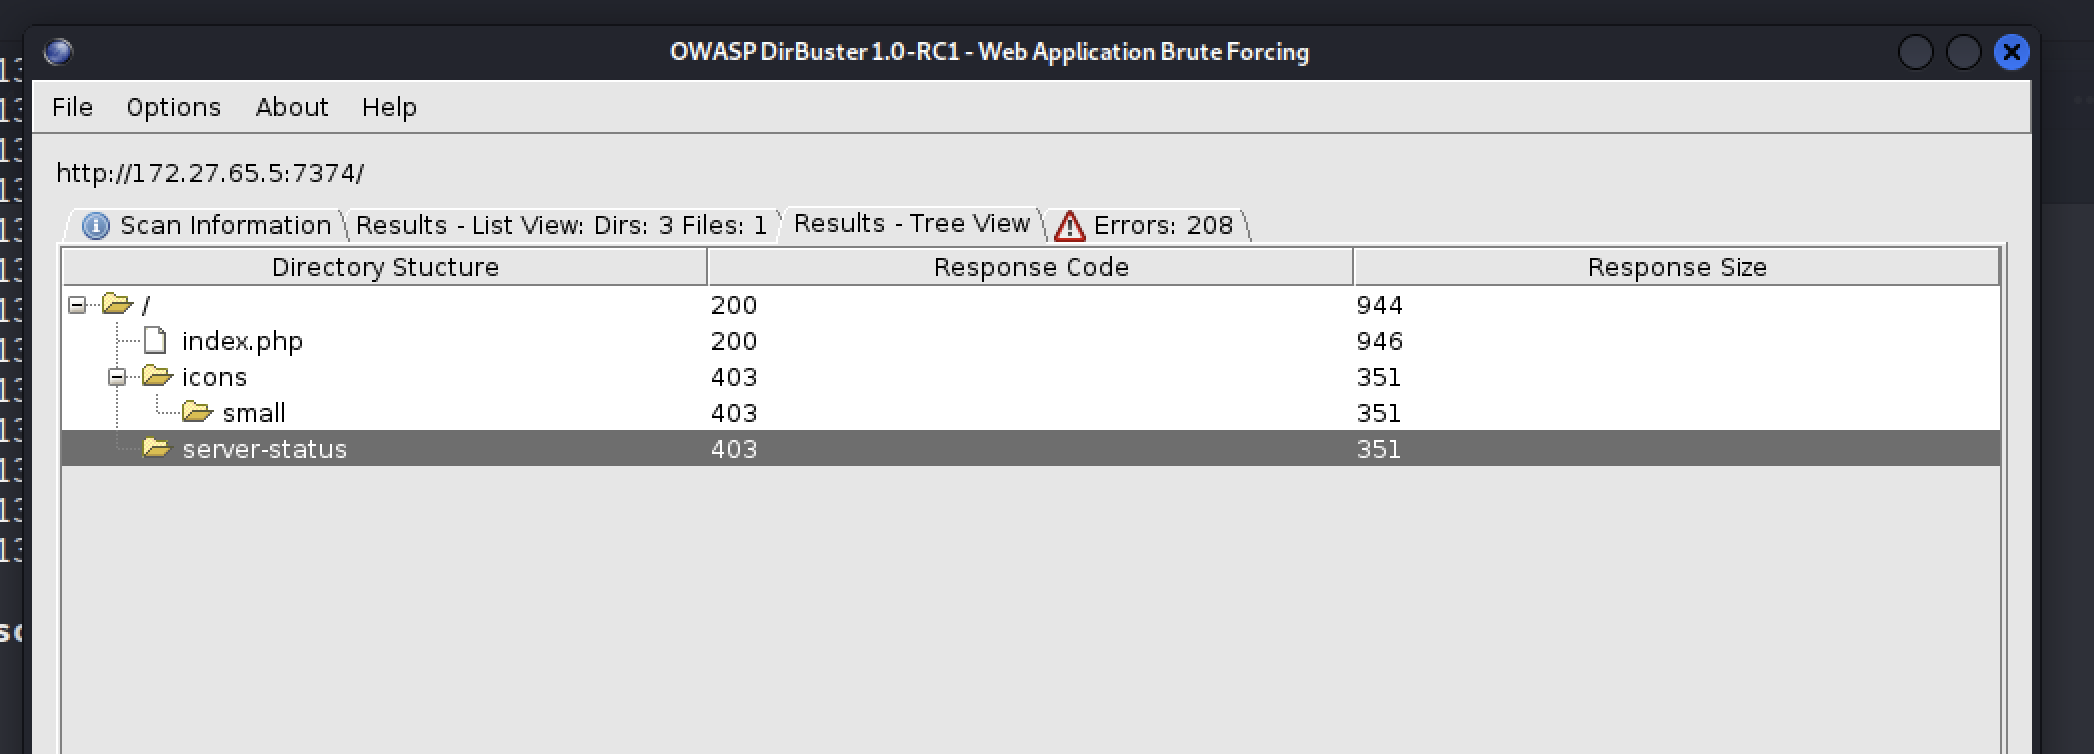 OWASP DirBuster 1.0-RC1 - Web Application Brute Forcing
File Options About Help
http://172.27.65.5:7374/
Scan Information Results - List View: Dirs: 3 Files: 1 Results - Tree View Errors: 208
Directory Stucture Response Code Response Size
/ 200 944
index.php 200 946
icons 403 351
small 403 351
server-status 403 351